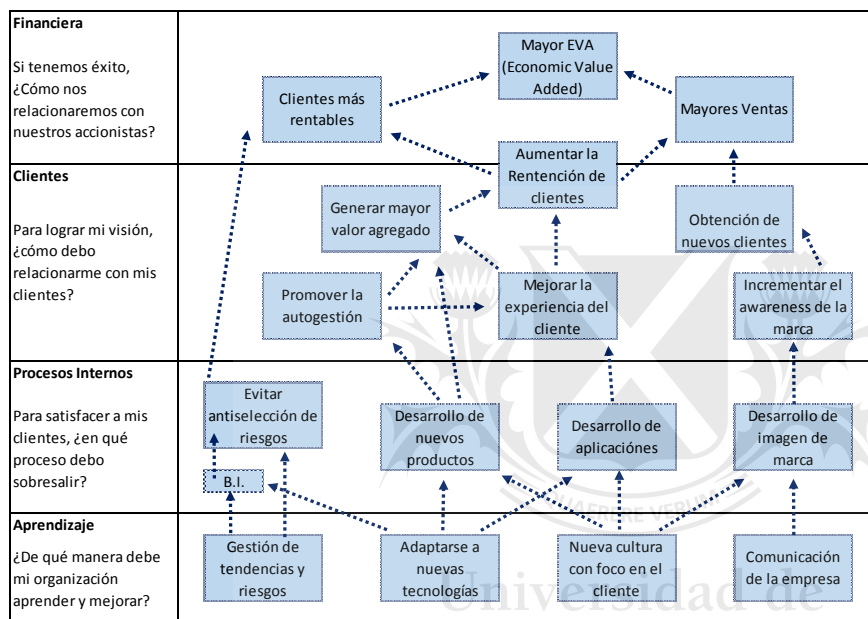 Financiera
Si tenemos éxito,
¿Cómo nos
relacionaremos con
nuestros accionistas?
Mayor EVA
(Economic Value
Added)
Clientes más
rentables
Mayores Ventas
Clientes
Para lograr mi visión,
¿cómo debo
relacionarme con mis
clientes?
Aumentar la
Rentención de
clientes
Generar mayor
valor agregado
Obtención de
nuevos clientes
Promover la
autogestión
Mejorar la
experiencia del
cliente
Incrementar el
awareness de la
marca
Procesos Internos
Para satisfacer a mis
clientes, ¿en qué
proceso debo
sobresalir?
Evitar
antiselección de
riesgos
B.I.
Desarrollo de
nuevos
productos
Desarrollo de
aplicaciónes
Desarrollo de
imagen de
marca
QUAERERE VERUM
Aprendizaje
¿De qué manera debe
mi organización
aprender y mejorar?
Gestión de
tendencias y
riesgos
Adaptarse a
nuevas
tecnologías
Nueva cultura
con foco en el
cliente
Comunicación
de la empresa
Universidad de